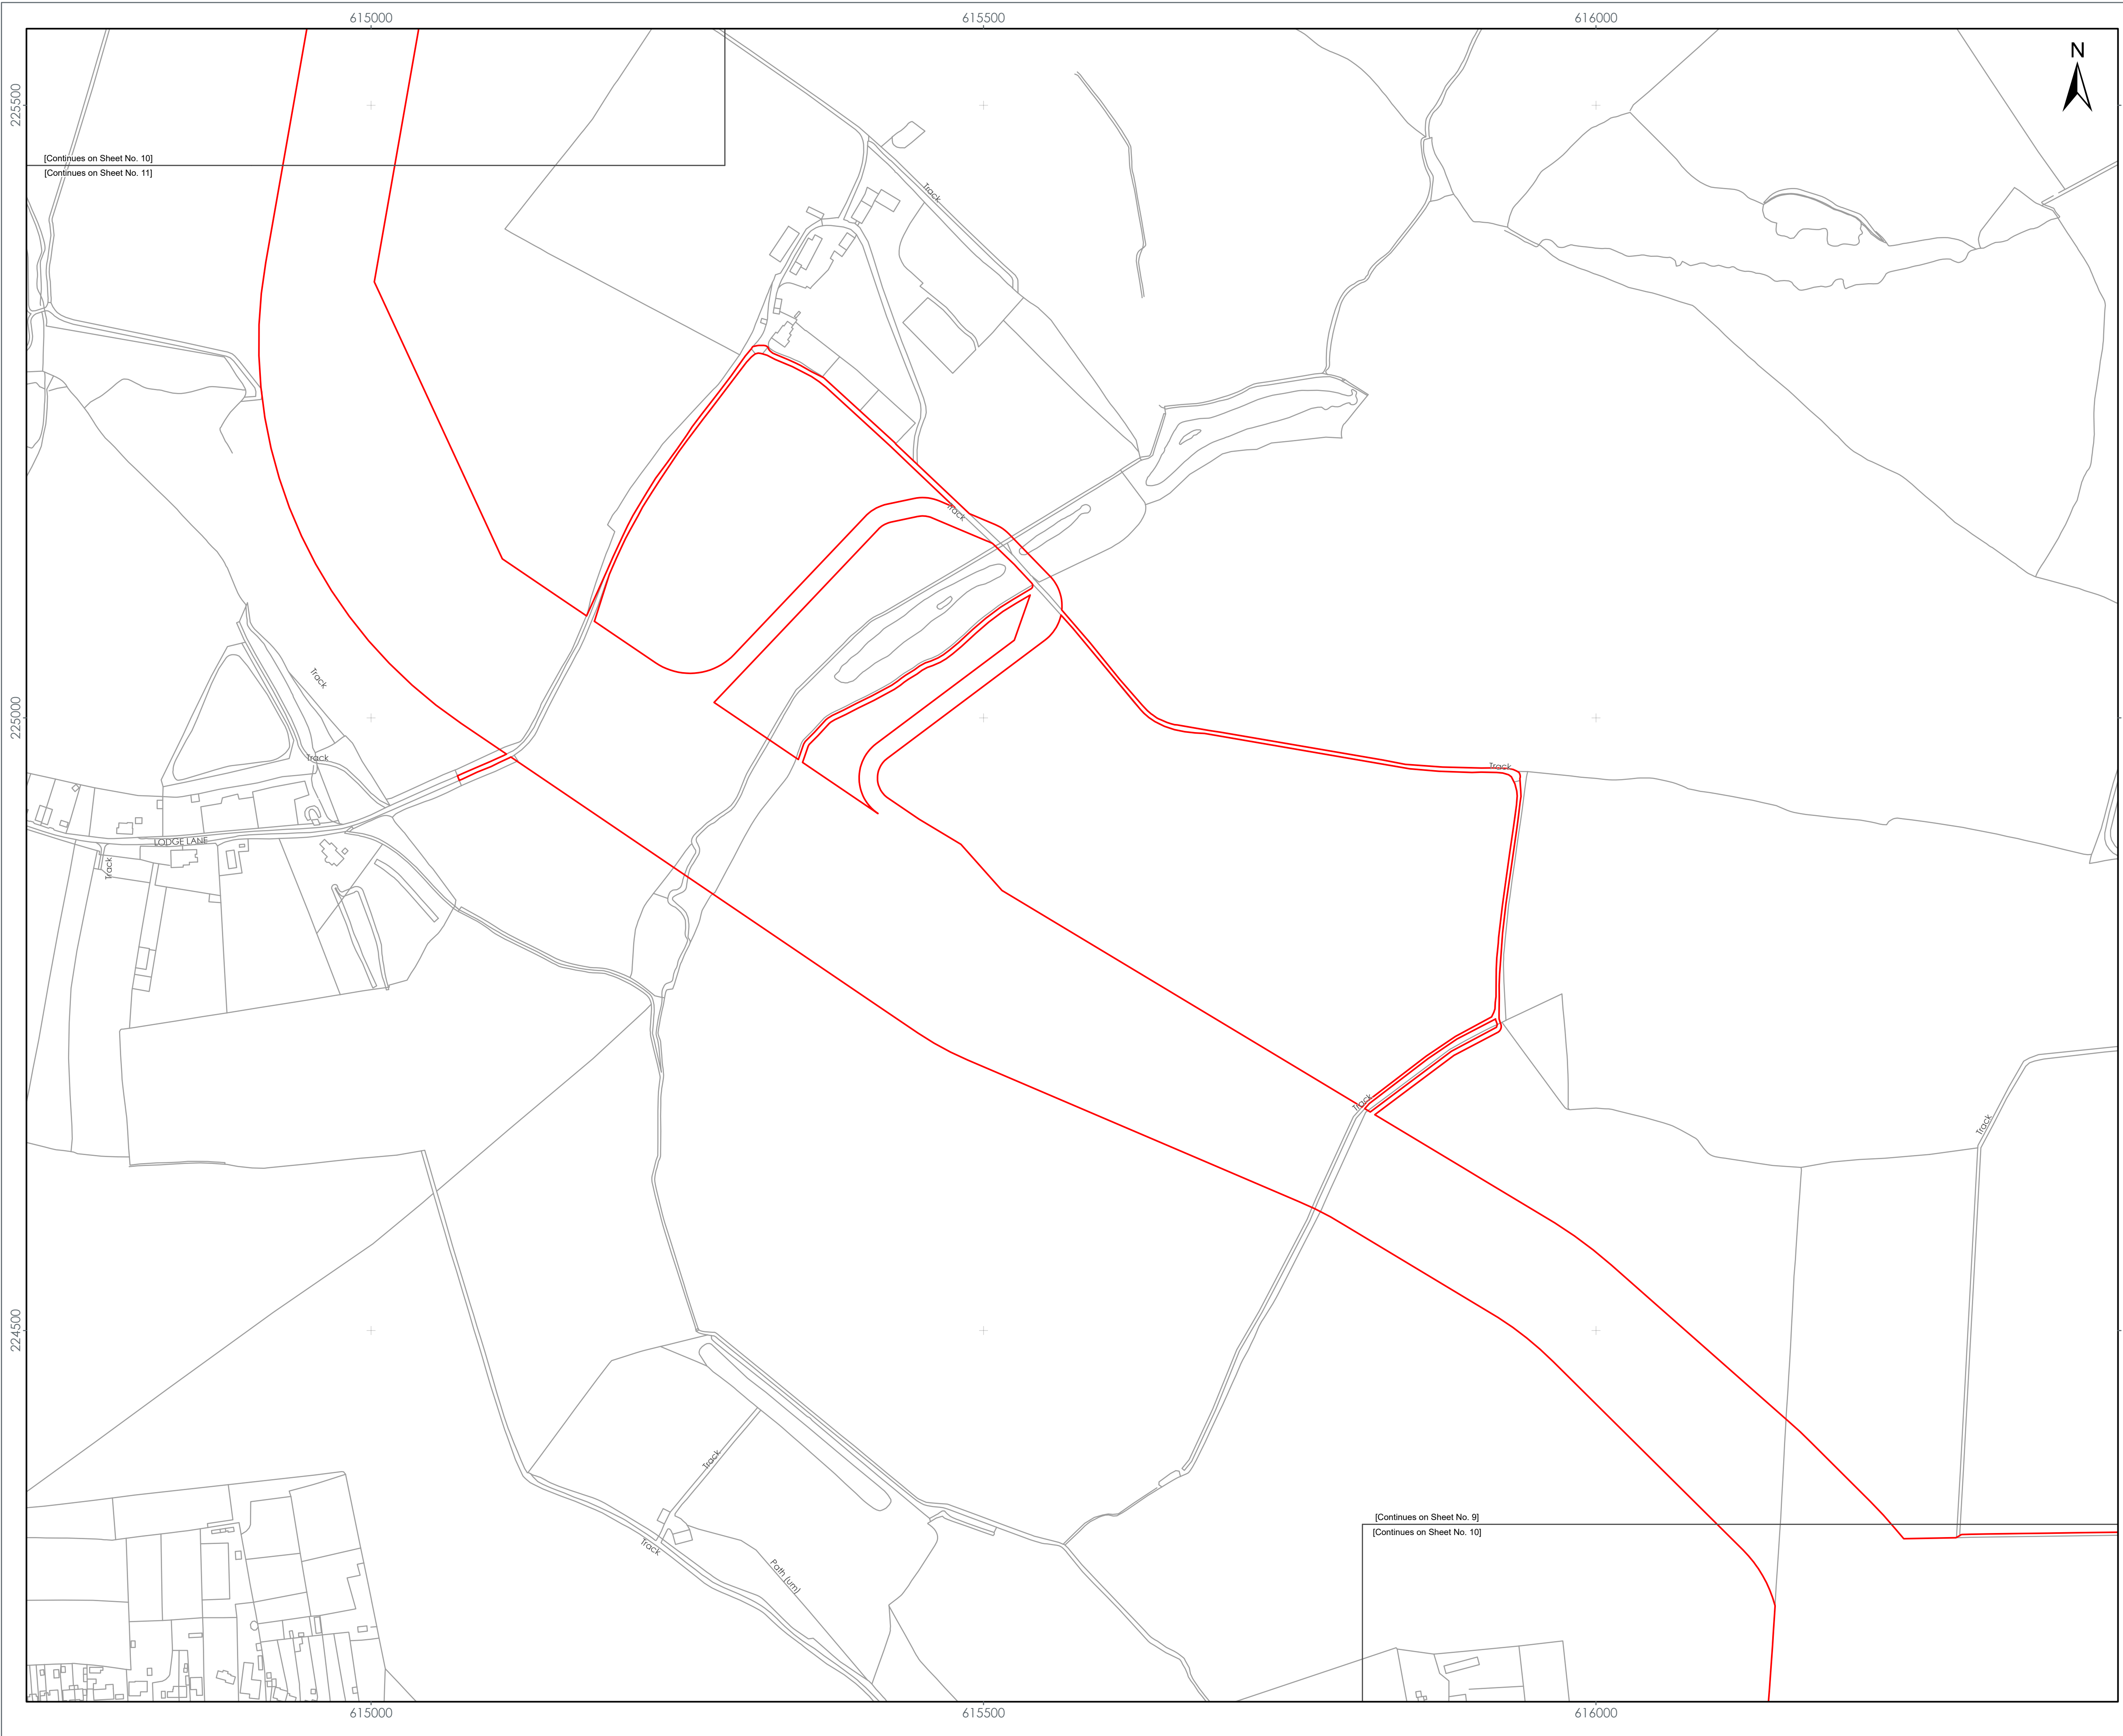 615000
615500
616000
N
225500
[Continues on Sheet No. 10]
[Continues on Sheet No. 11]
Track
Track
Track
225000
Track
Track
LODGE LANE
Track
Track
Track
224500
Track
[Continues on Sheet No. 9]
[Continues on Sheet No. 10]
Track
Path (um)
615000
615500
616000